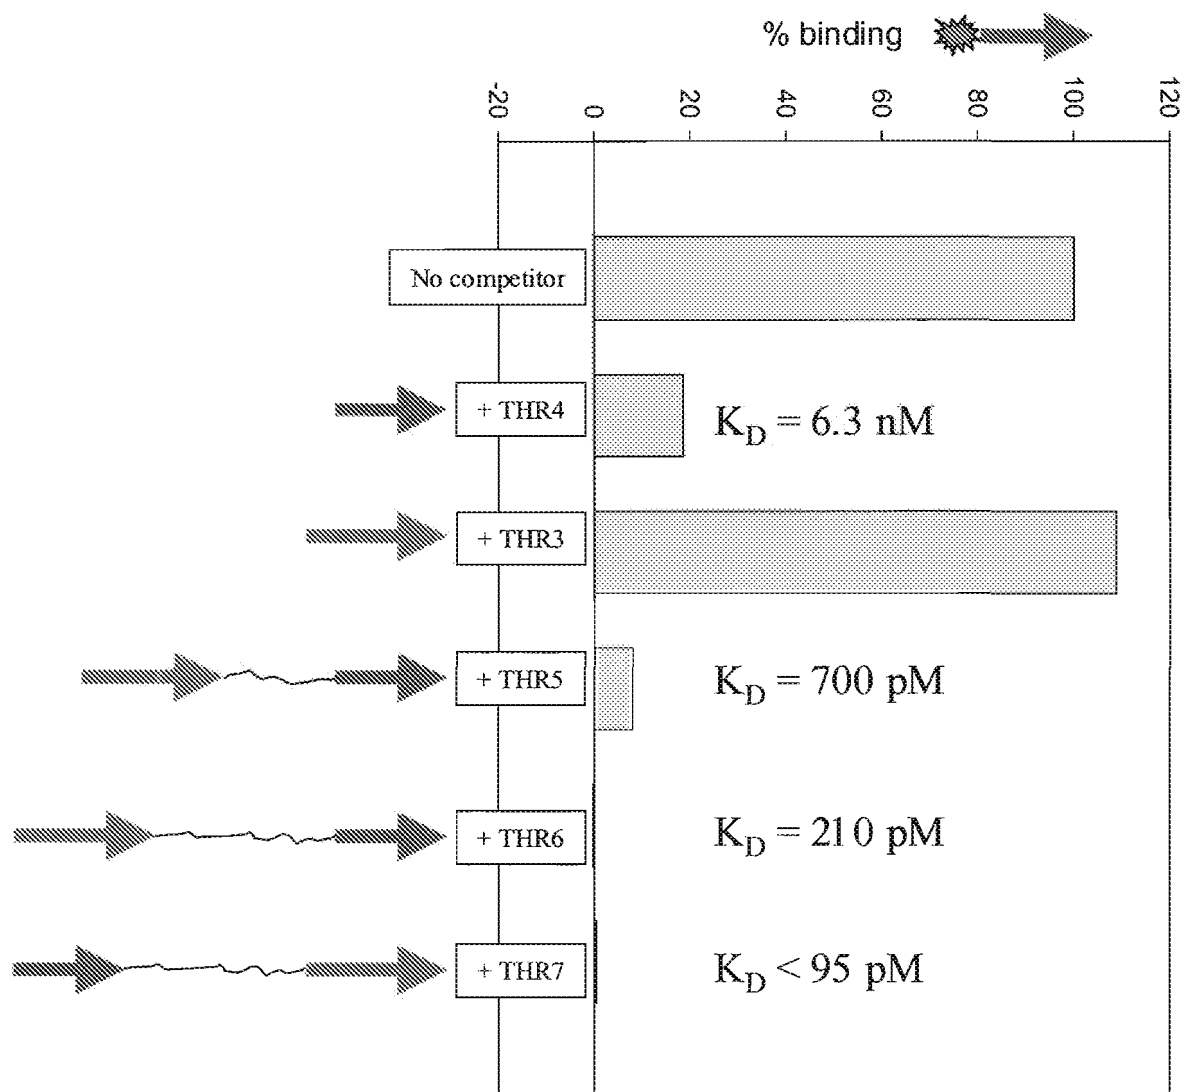 % binding
-20 0 20 40 60 80 100 120
No competitor
+ THR4 K_D = 6.3 nM
+ THR3
+ THR5 K_D = 700 pM
+ THR6 K_D = 210 pM
+ THR7 K_D < 95 pM